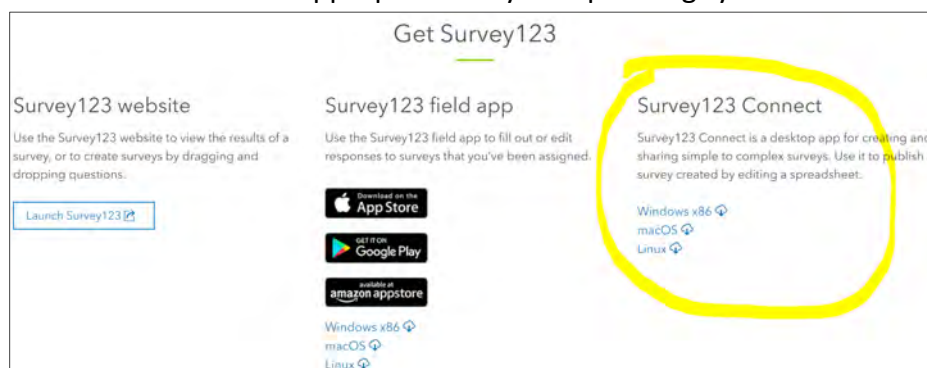 Get Survey123
Survey123 website
Use the Survey123 website to view the results of a
survey, or to create surveys by dragging and
dropping questions.
Launch Survey123
Survey123 field app
Use the Survey123 field app to fill out or edit
responses to surveys that you've been assigned.
Download on the
App Store
GET IT ON
Google Play
available at
amazon appstore
Windows x86
macOS
Linux
Survey123 Connect
Survey123 Connect is a desktop app for creating and
sharing simple to complex surveys. Use it to publish
survey created by editing a spreadsheet.
Windows x86
macOS
Linux